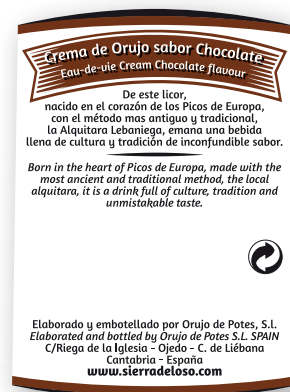 Crema de Orujo sabor Chocolate
Eau-de-vie Cream Chocolate flavour
De este licor,
nacido en el corazón de los Picos de Europa,
con el método mas antiguo y tradicional,
la Alquitara Lebaniega, emana una bebida
llena de cultura y tradición de inconfundible sabor.
Born in the heart of Picos de Europa, made with the
most ancient and traditional method, the local
alquitara, it is a drink full of culture, tradition and
unmistakable taste.
Elaborado y embotellado por Orujo de Potes, S.L.
Elaborated and bottled by Orujo de Potes S.L. SPAIN
C/Riega de la Iglesia - Ojedo - C. de Liébana
Cantabria - España
www.sierradeloso.com